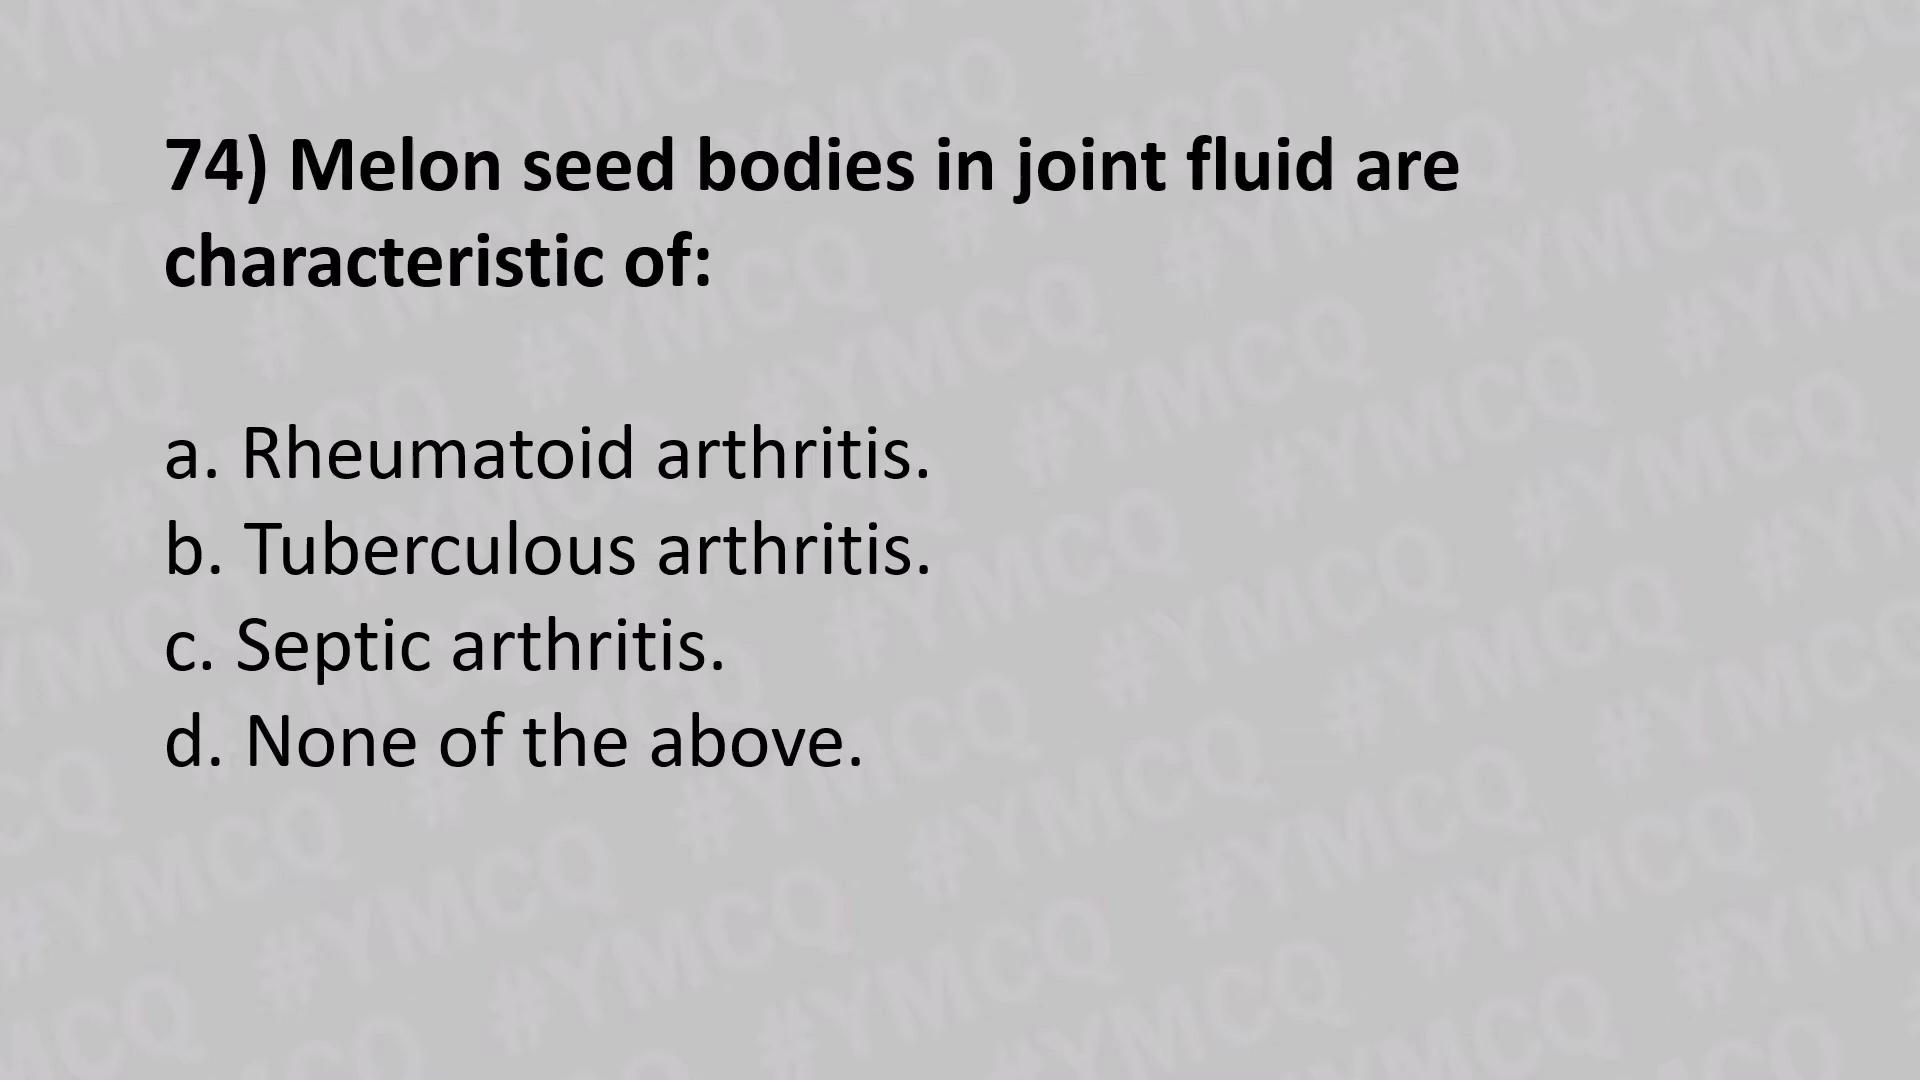 74) Melon seed bodies in joint fluid are
characteristic of:
a. Rheumatoid arthritis.
b. Tuberculous arthritis.
c. Septic arthritis.
d. None of the above.
#YMCQ